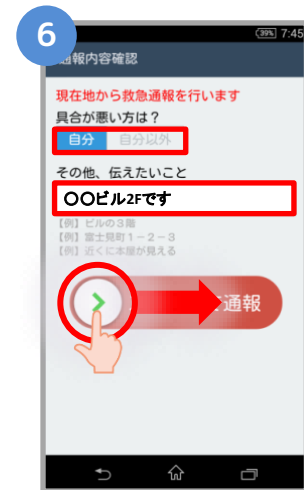 6
39% 7:45
通報内容確認
現在地から救急通報を行います
具合が悪い方は？
自分 自分以外
その他、伝えたいこと
〇〇ビル2Fです
【例】ビルの３階
【例】富士見町１－２－３
【例】近くに本屋が見える
通報